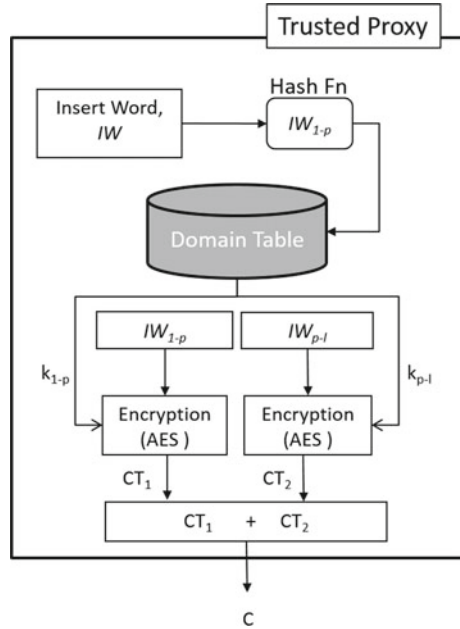 Trusted Proxy
Hash Fn
Insert Word,
IW
IW₁₋ₚ
Domain Table
IW₁₋ₚ
IWₚ₋ₗ
k₁₋ₚ
kₚ₋ₗ
Encryption
(AES )
Encryption
(AES )
CT₁
CT₂
CT₁ + CT₂
C